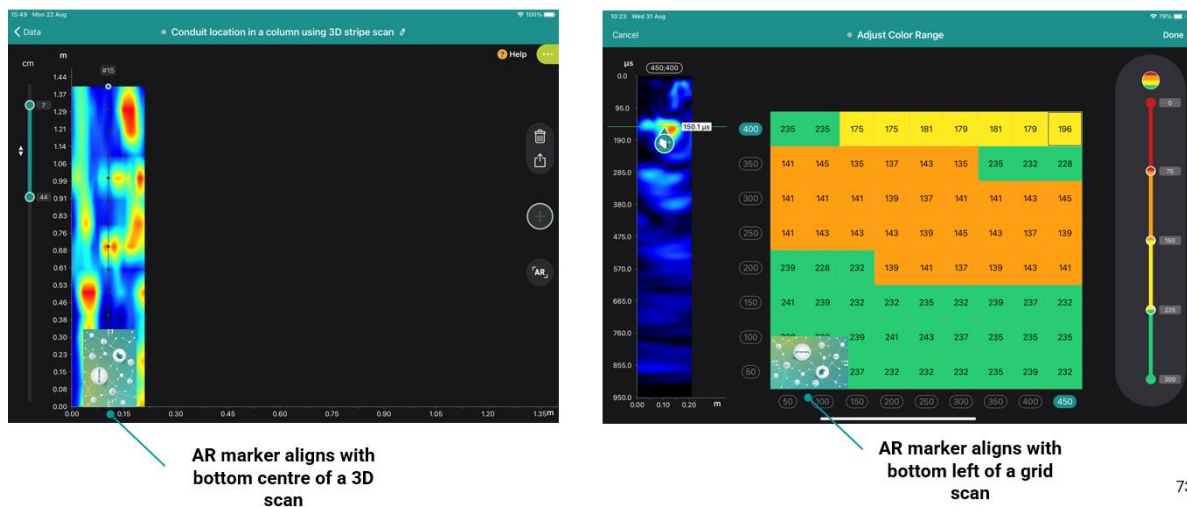 15:49 Mon 22 Aug
100%
Data
Conduit location in a column using 3D stripe scan
Help
cm
m
#15
7
44
1.44
1.37
1.29
1.21
1.14
1.06
0.99
0.91
0.83
0.76
0.68
0.61
0.53
0.46
0.38
0.30
0.23
0.15
0.08
0.00
0.00 0.15 0.30 0.45 0.60 0.75 0.90 1.05 1.20 1.35m
AR
AR marker aligns with
bottom centre of a 3D
scan
10:23 Wed 31 Aug
79%
Cancel
Adjust Color Range
Done
µs
(450;400)
0.0
95.0
150.1 µs
190.0
285.0
380.0
475.0
570.0
665.0
760.0
855.0
950.0
0.00 0.10 0.20 m
400 235 235 175 175 181 179 181 179 196
350 141 145 135 137 143 135 235 232 228
300 141 141 141 139 137 141 141 143 145
250 141 143 143 143 139 145 143 137 139
200 239 228 232 139 141 137 139 143 141
150 241 239 232 232 235 232 239 237 232
100 239 241 243 237 235 235 235
50 237 232 232 232 235 239 232
50 100 150 200 250 300 350 400 450
0
75
150
225
300
AR marker aligns with
bottom left of a grid
scan
73